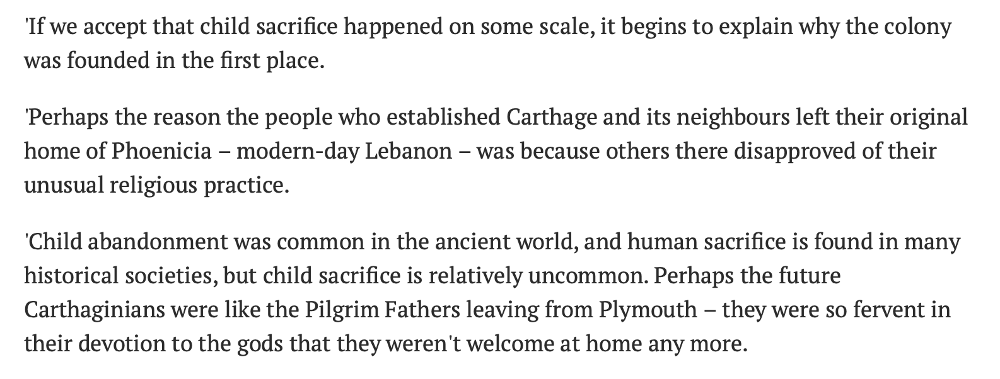 'If we accept that child sacrifice happened on some scale, it begins to explain why the colony
was founded in the first place.
'Perhaps the reason the people who established Carthage and its neighbours left their original
home of Phoenicia – modern-day Lebanon – was because others there disapproved of their
unusual religious practice.
'Child abandonment was common in the ancient world, and human sacrifice is found in many
historical societies, but child sacrifice is relatively uncommon. Perhaps the future
Carthaginians were like the Pilgrim Fathers leaving from Plymouth – they were so fervent in
their devotion to the gods that they weren't welcome at home any more.